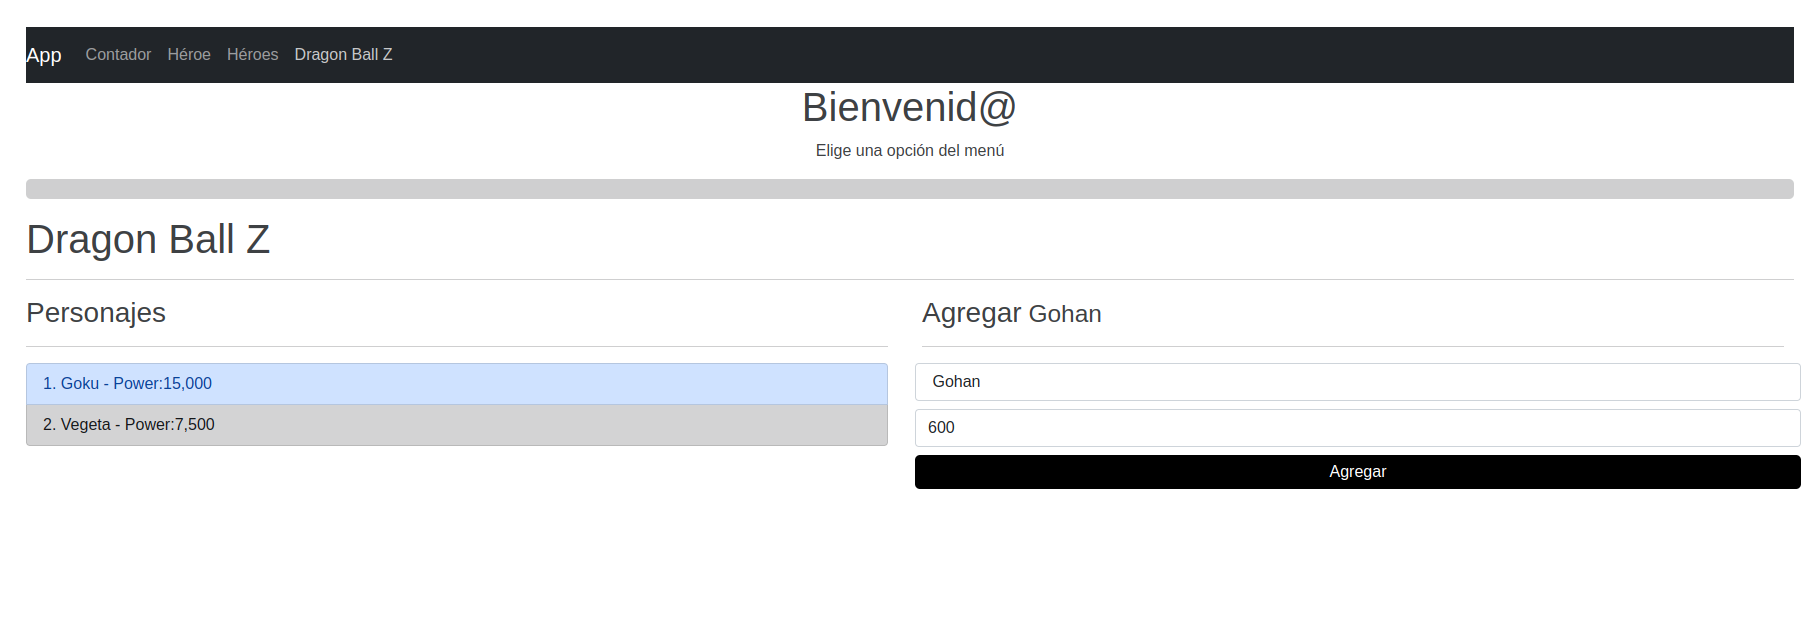 App Contador Héroe Héroes Dragon Ball Z
Bienvenid@
Elige una opción del menú
Dragon Ball Z
Personajes
1. Goku - Power:15,000
2. Vegeta - Power:7,500
Agregar Gohan
Gohan
600
Agregar